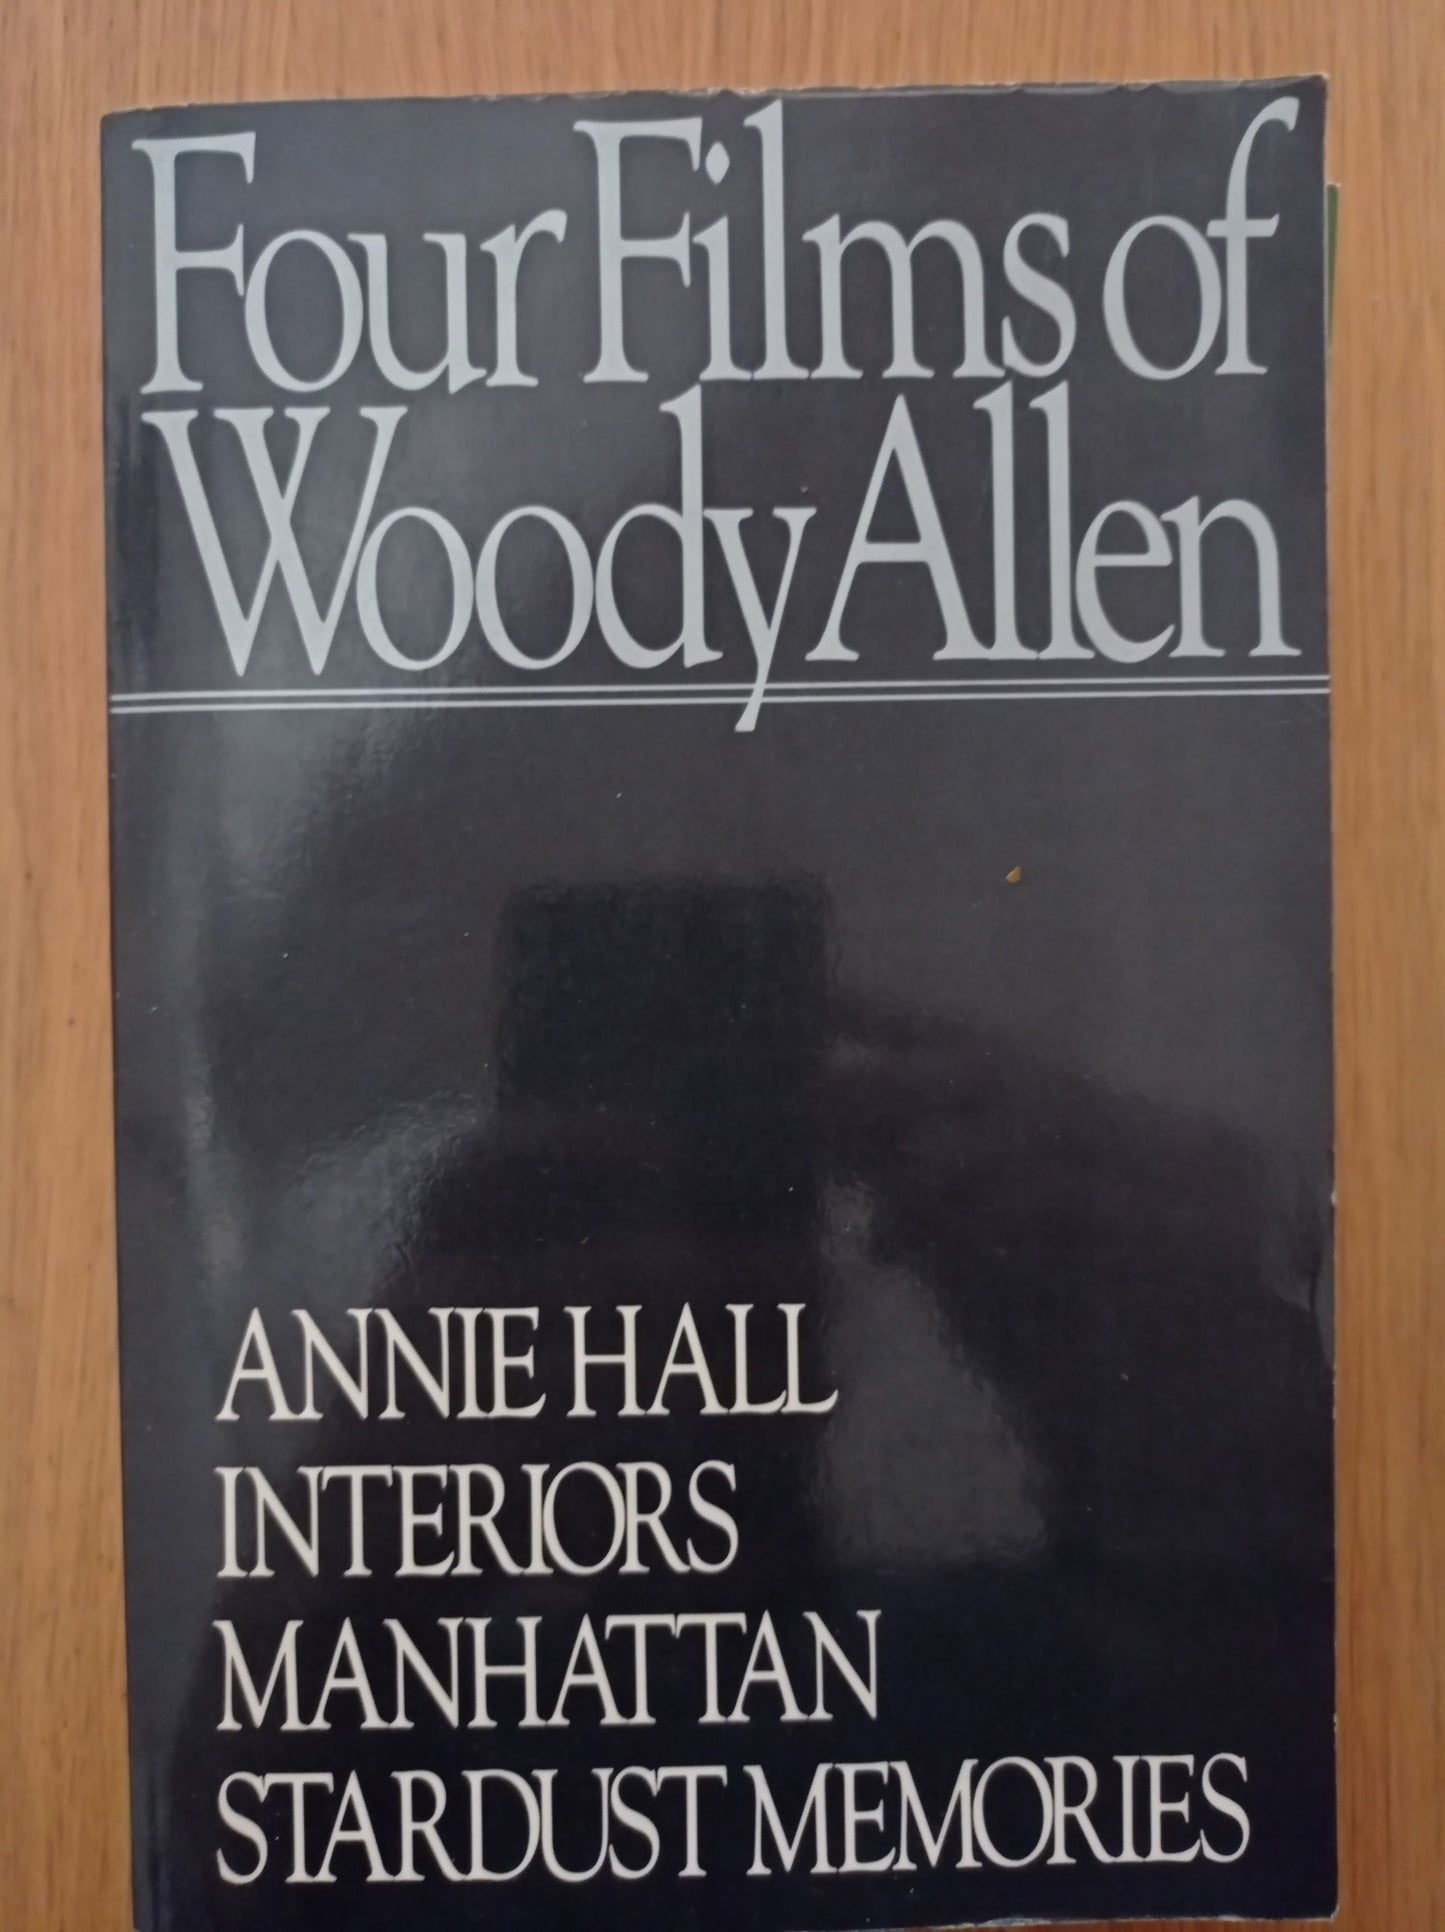 Four Films of
Woody Allen
ANNIE HALL
INTERIORS
MANHATTAN
STARDUST MEMORIES